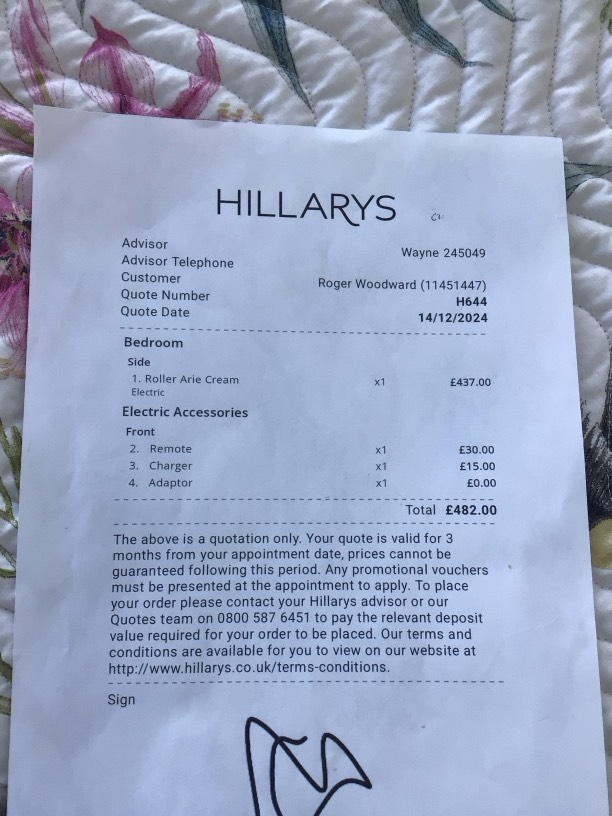 HILLARYS
Advisor Wayne 245049
Advisor Telephone
Customer Roger Woodward (11451447)
Quote Number H644
Quote Date 14/12/2024
Bedroom
Side
1. Roller Arie Cream x1 £437.00
Electric
Electric Accessories
Front
2. Remote x1 £30.00
3. Charger x1 £15.00
4. Adaptor x1 £0.00
Total £482.00
The above is a quotation only. Your quote is valid for 3
months from your appointment date, prices cannot be
guaranteed following this period. Any promotional vouchers
must be presented at the appointment to apply. To place
your order please contact your Hillarys advisor or our
Quotes team on 0800 587 6451 to pay the relevant deposit
value required for your order to be placed. Our terms and
conditions are available for you to view on our website at
http://www.hillarys.co.uk/terms-conditions.
Sign